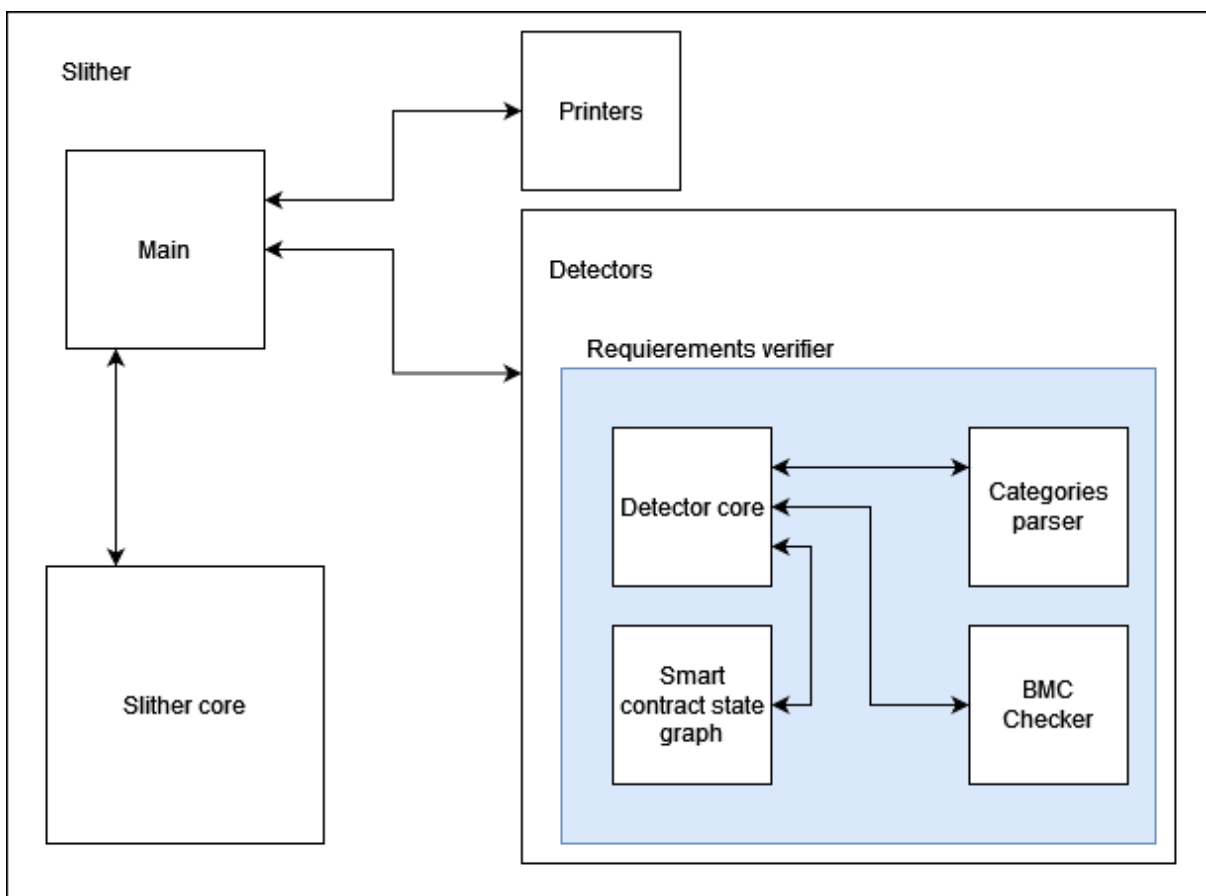 Slither
Printers
Main
Detectors
Requierements verifier
Detector core
Categories
parser
Slither core
Smart
contract state
graph
BMC
Checker